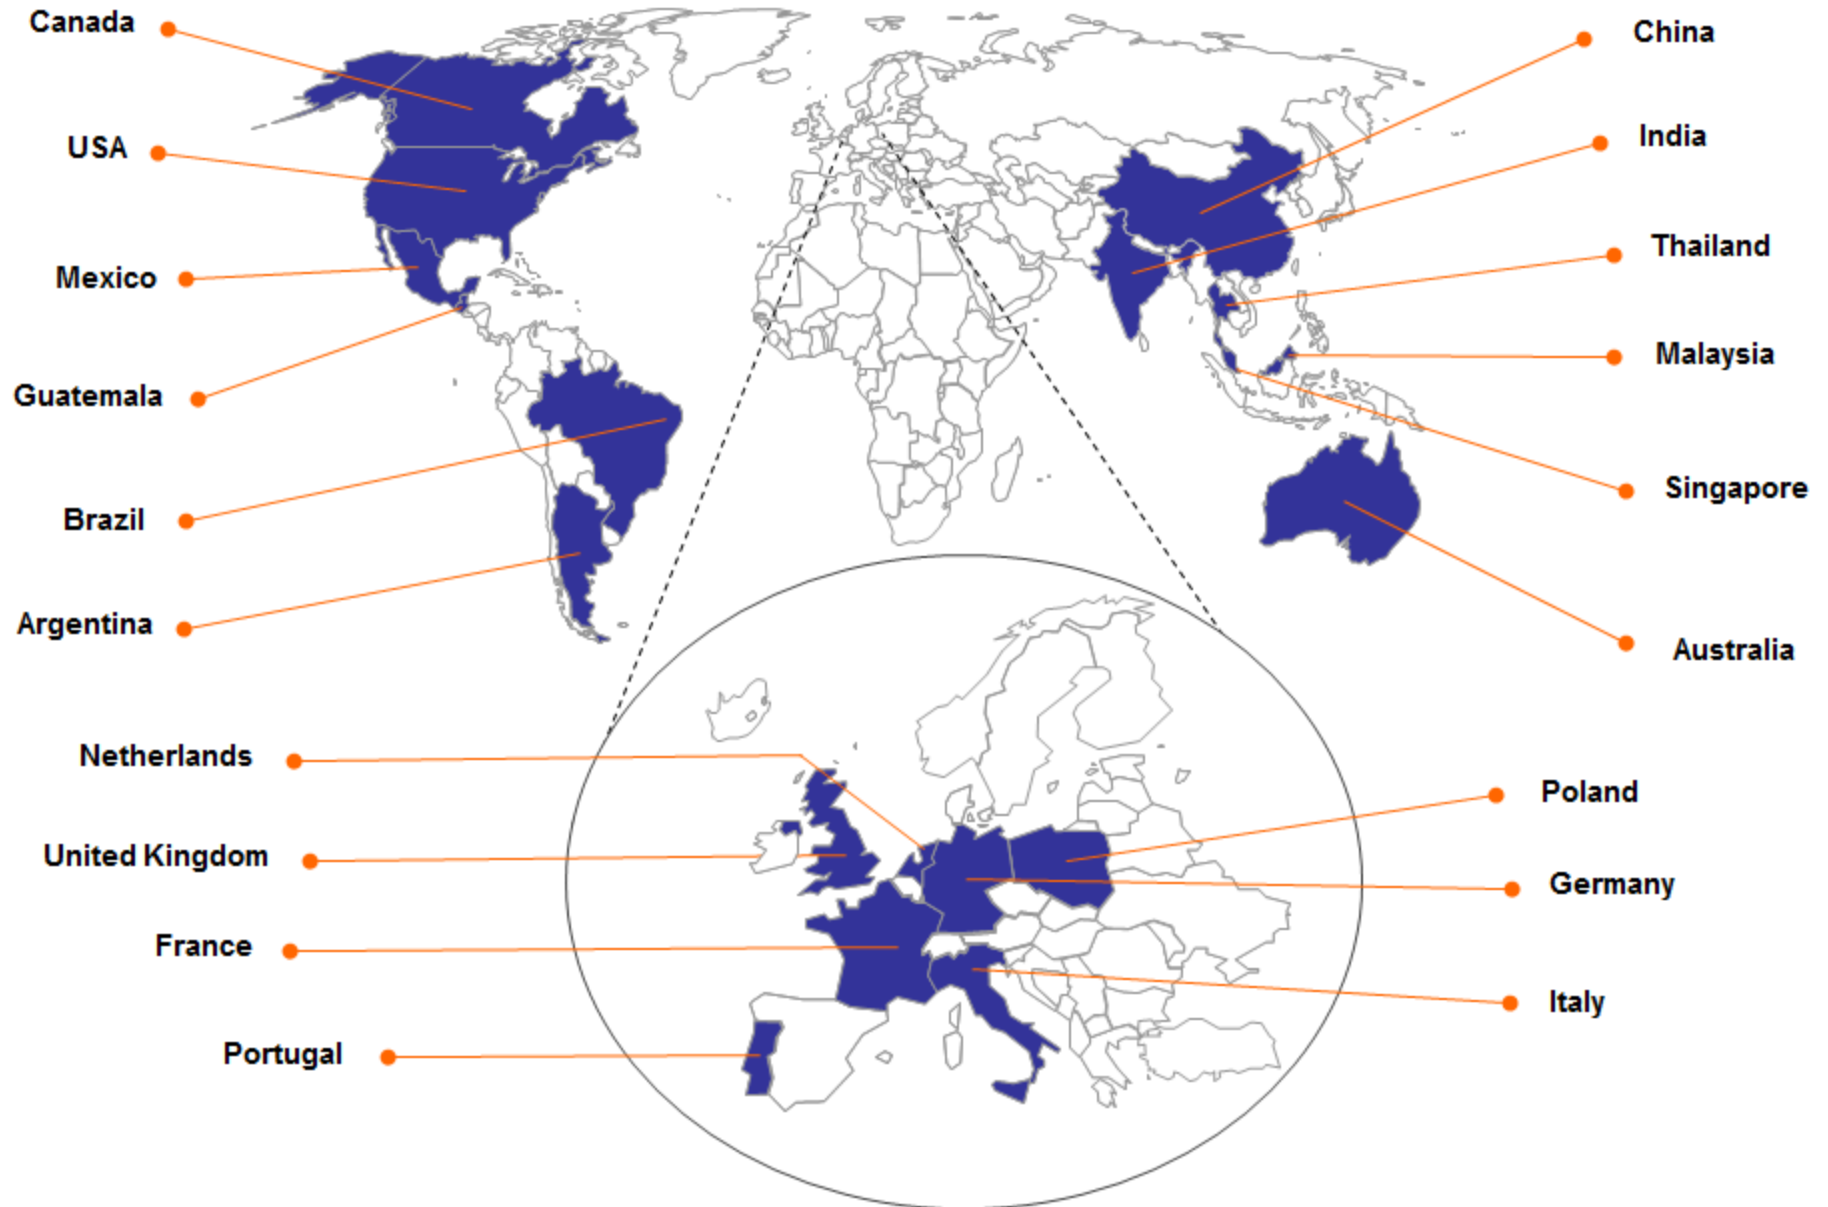 Canada
USA
Mexico
Guatemala
Brazil
Argentina
China
India
Thailand
Malaysia
Singapore
Australia
Netherlands
United Kingdom
France
Portugal
Poland
Germany
Italy